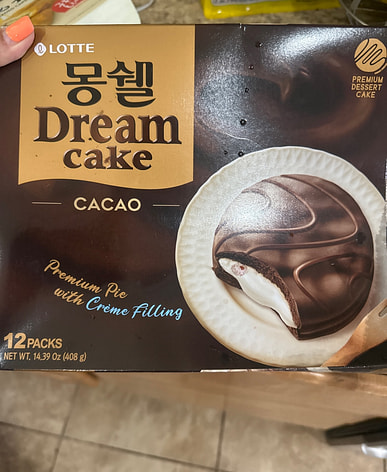 LOTTE
몽쉘
Dream
cake
CACAO
PREMIUM
DESSERT
CAKE
Premium Pie
with Crème Filling
12 PACKS
NET WT. 14.39 Oz (408 g)